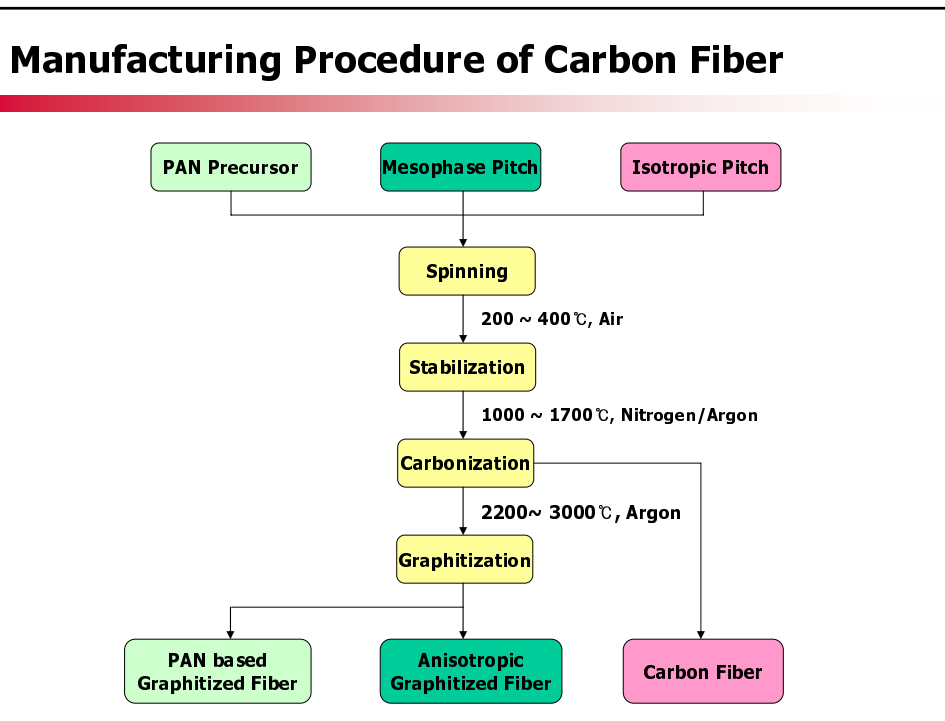 Manufacturing Procedure of Carbon Fiber
PAN Precursor
Mesophase Pitch
Isotropic Pitch
Spinning
200 ~ 400℃, Air
Stabilization
1000 ~ 1700℃, Nitrogen/Argon
Carbonization
2200~ 3000℃, Argon
Graphitization
PAN based
Graphitized Fiber
Anisotropic
Graphitized Fiber
Carbon Fiber